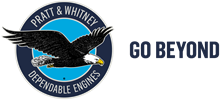 PRATT & WHITNEY
DEPENDABLE ENGINES
GO BEYOND